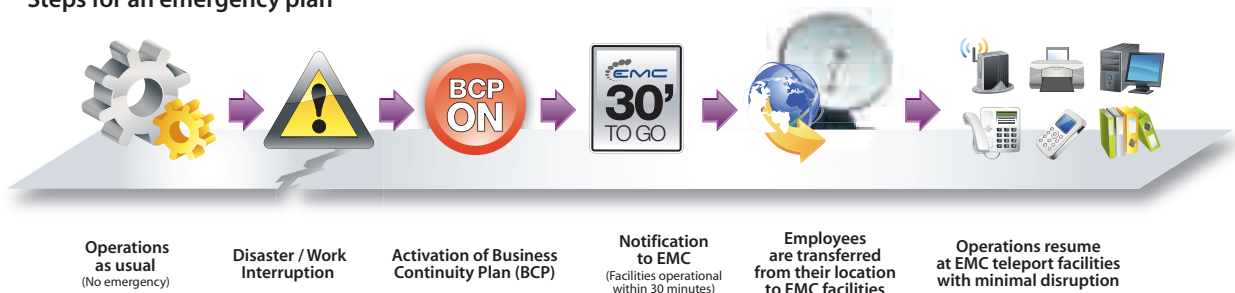 Steps for an emergency plan
BCP
ON
EMC
30'
TO GO
Operations
as usual
(No emergency)
Disaster / Work
Interruption
Activation of Business
Continuity Plan (BCP)
Notification
to EMC
(Facilities operational
within 30 minutes)
Employees
are transferred
from their location
to EMC facilities
Operations resume
at EMC teleport facilities
with minimal disruption